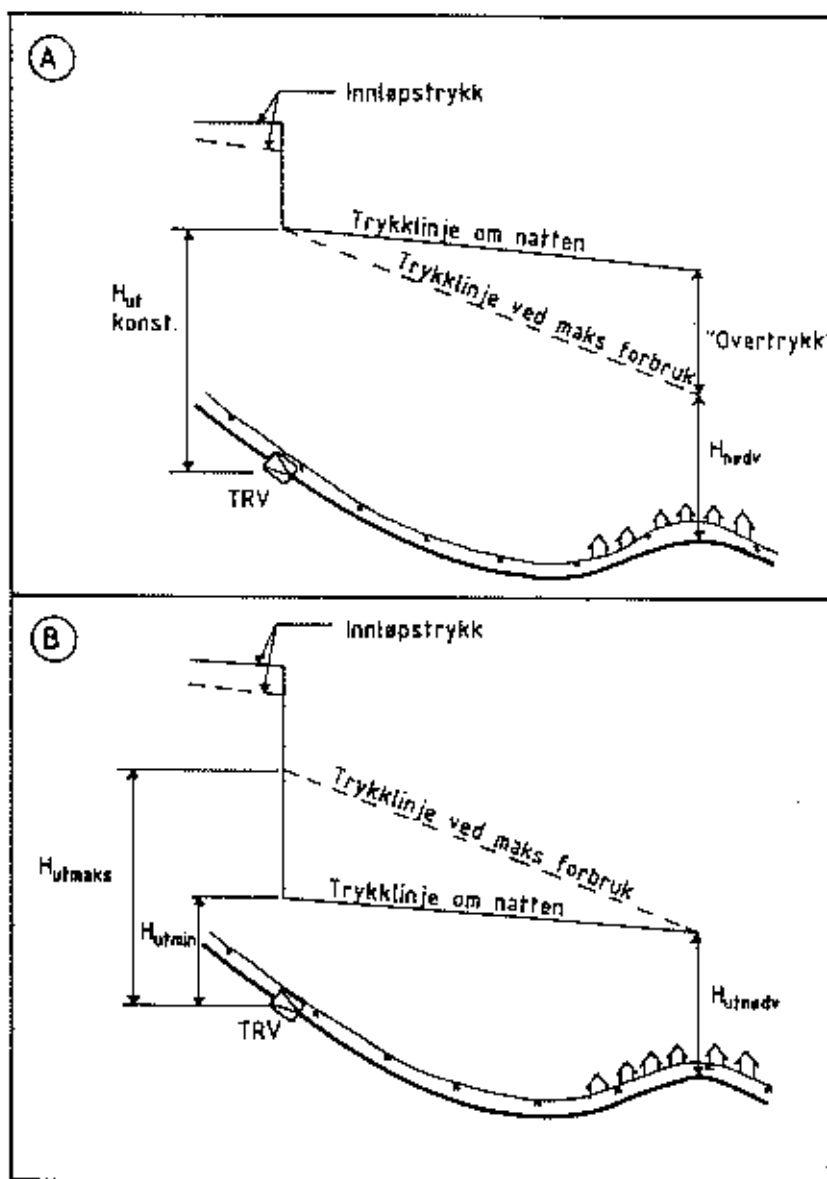 A
Innløpstrykk
Trykklinje om natten
Trykklinje ved maks forbruk
Hut
konst.
"Overtrykk"
Hnødv
TRV
B
Innløpstrykk
Trykklinje ved maks forbruk
Hutmaks
Trykklinje om natten
Hutmin
Hutnødv
TRV